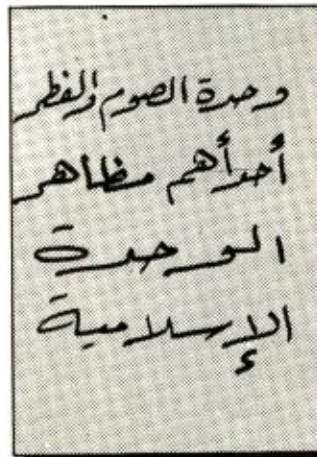 وحدة الصوم والفطر
أحد أهم مظاهر
الوحدة
الإسلامية